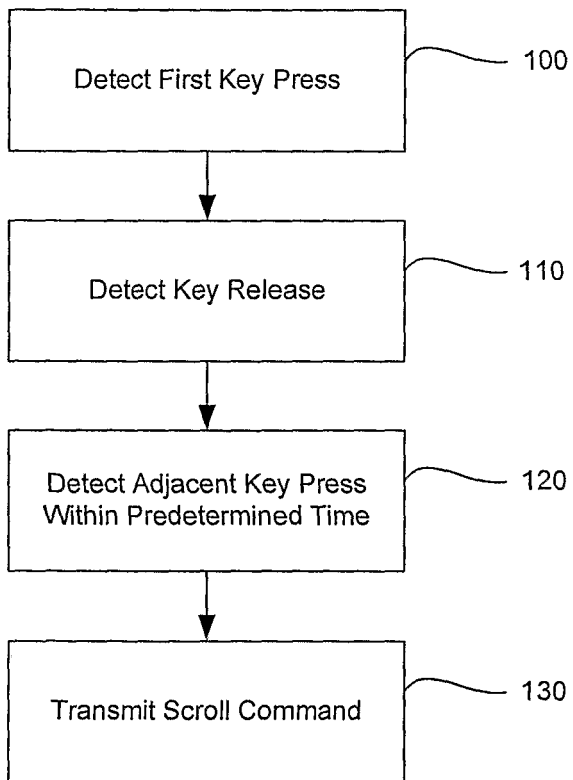 Detect First Key Press
100
Detect Key Release
110
Detect Adjacent Key Press
Within Predetermined Time
120
Transmit Scroll Command
130